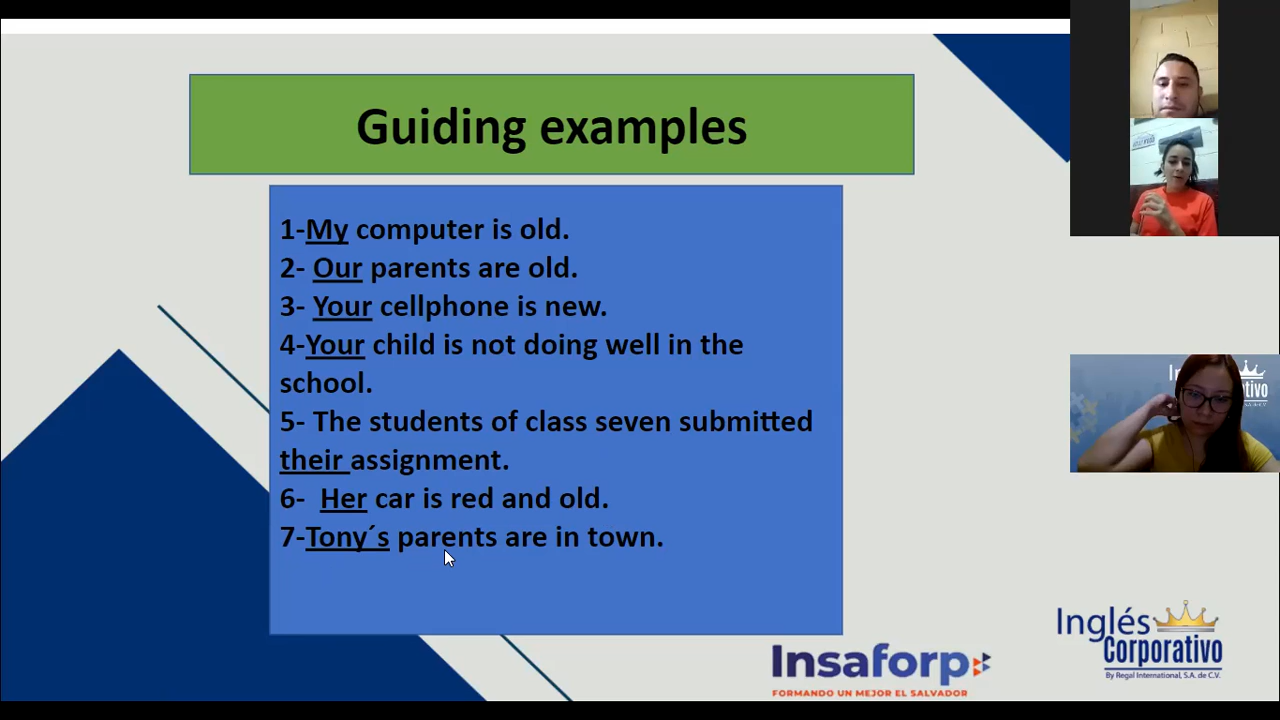 Guiding examples
1-My computer is old.
2- Our parents are old.
3- Your cellphone is new.
4-Your child is not doing well in the
school.
5- The students of class seven submitted
their assignment.
6-  Her car is red and old.
7-Tony´s parents are in town.
Insaforp
FORMANDO UN MEJOR EL SALVADOR
Inglés
Corporativo
By Regal International, S.A. de C.V.